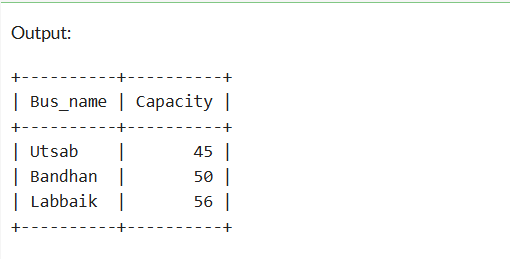 Output:
+----------+----------+
| Bus_name | Capacity |
+----------+----------+
| Utsab    |       45 |
| Bandhan  |       50 |
| Labbaik  |       56 |
+----------+----------+